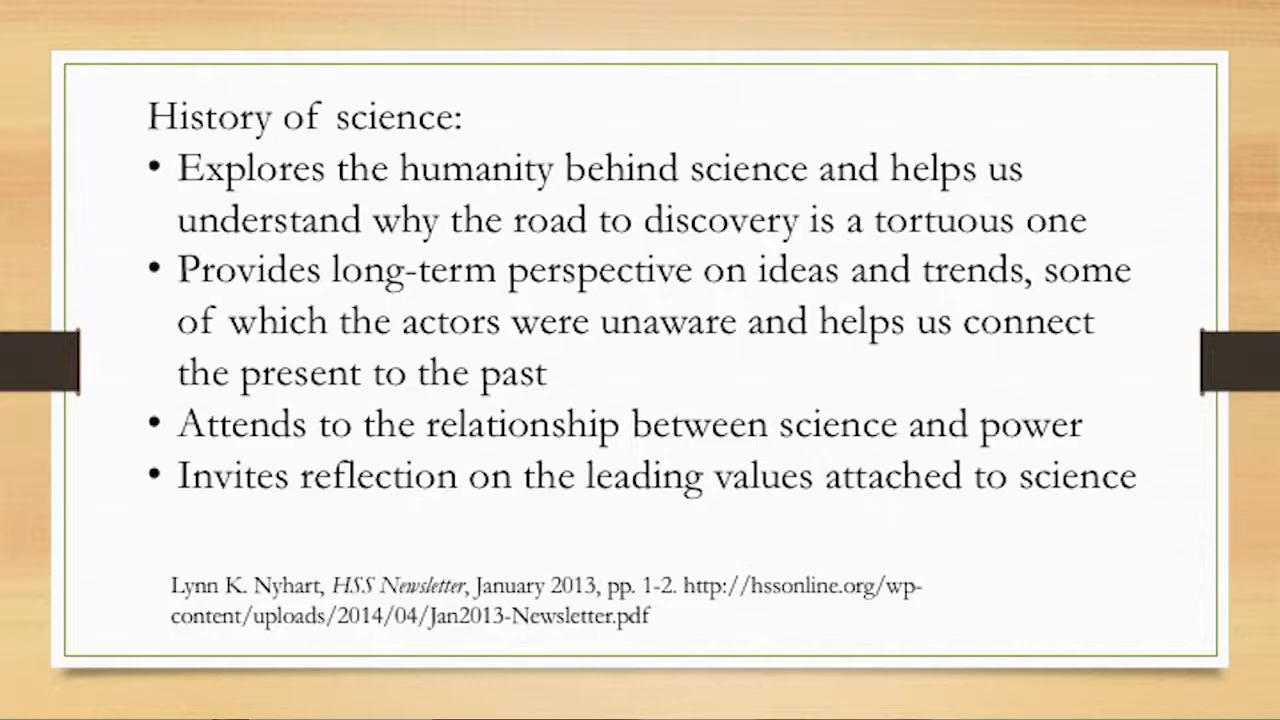 History of science:
• Explores the humanity behind science and helps us
understand why the road to discovery is a tortuous one
• Provides long-term perspective on ideas and trends, some
of which the actors were unaware and helps us connect
the present to the past
• Attends to the relationship between science and power
• Invites reflection on the leading values attached to science
Lynn K. Nyhart, HSS Newsletter, January 2013, pp. 1-2. http://hssonline.org/wp-
content/uploads/2014/04/Jan2013-Newsletter.pdf